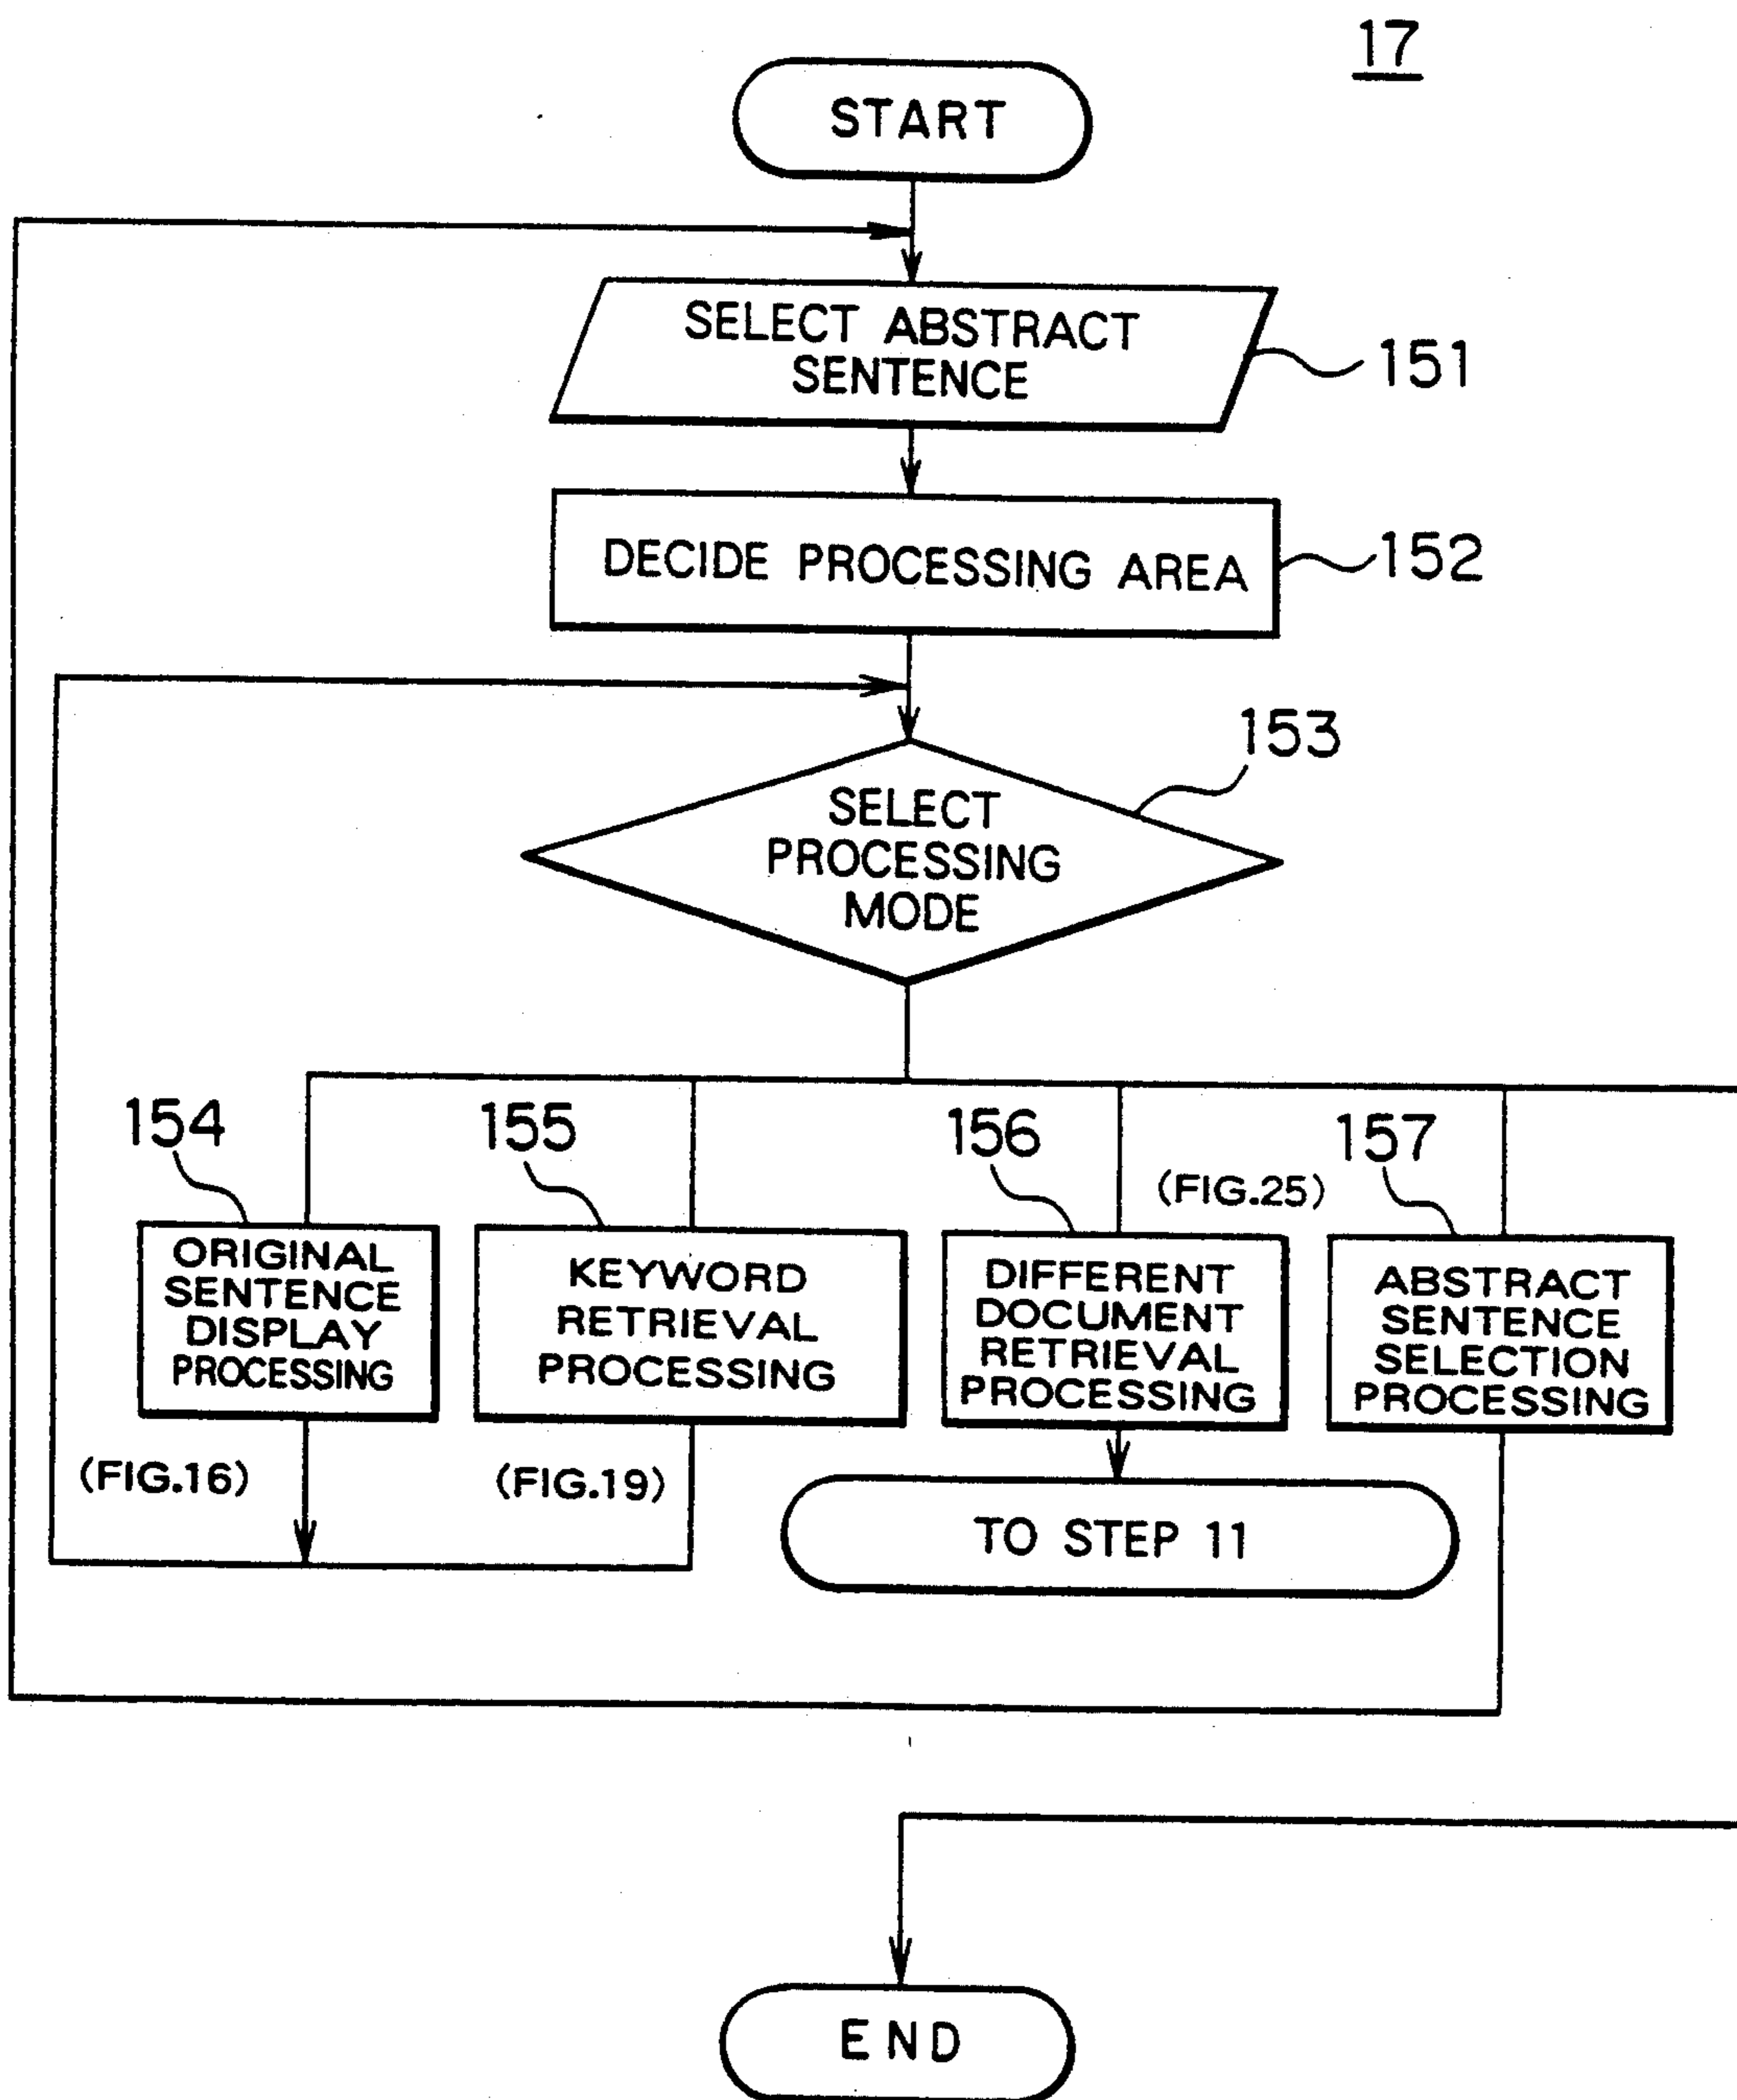 17
START
SELECT ABSTRACT
SENTENCE
151
DECIDE PROCESSING AREA
152
153
SELECT
PROCESSING
MODE
154
155
156
(FIG.25)
157
ORIGINAL
SENTENCE
DISPLAY
PROCESSING
KEYWORD
RETRIEVAL
PROCESSING
DIFFERENT
DOCUMENT
RETRIEVAL
PROCESSING
ABSTRACT
SENTENCE
SELECTION
PROCESSING
(FIG.16)
(FIG.19)
TO STEP 11
END